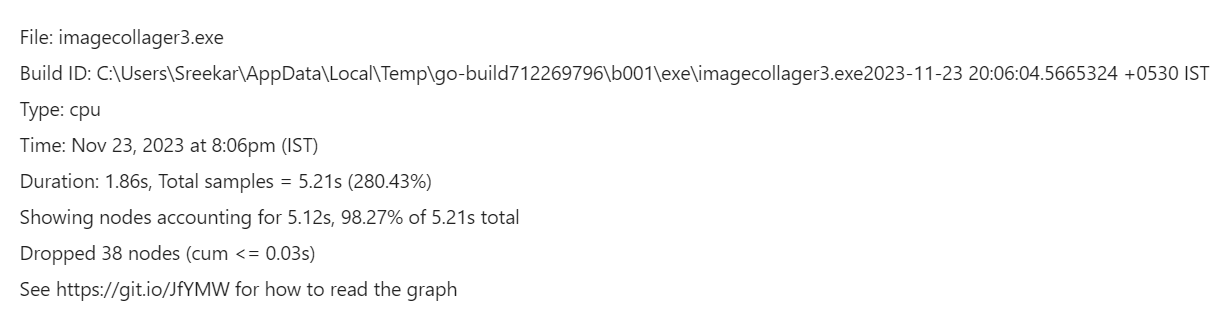 File: imagecollager3.exe
Build ID: C:\Users\Sreekar\AppData\Local\Temp\go-build712269796\b001\exe\imagecollager3.exe2023-11-23 20:06:04.5665324 +0530 IST
Type: cpu
Time: Nov 23, 2023 at 8:06pm (IST)
Duration: 1.86s, Total samples = 5.21s (280.43%)
Showing nodes accounting for 5.12s, 98.27% of 5.21s total
Dropped 38 nodes (cum <= 0.03s)
See https://git.io/JfYMW for how to read the graph